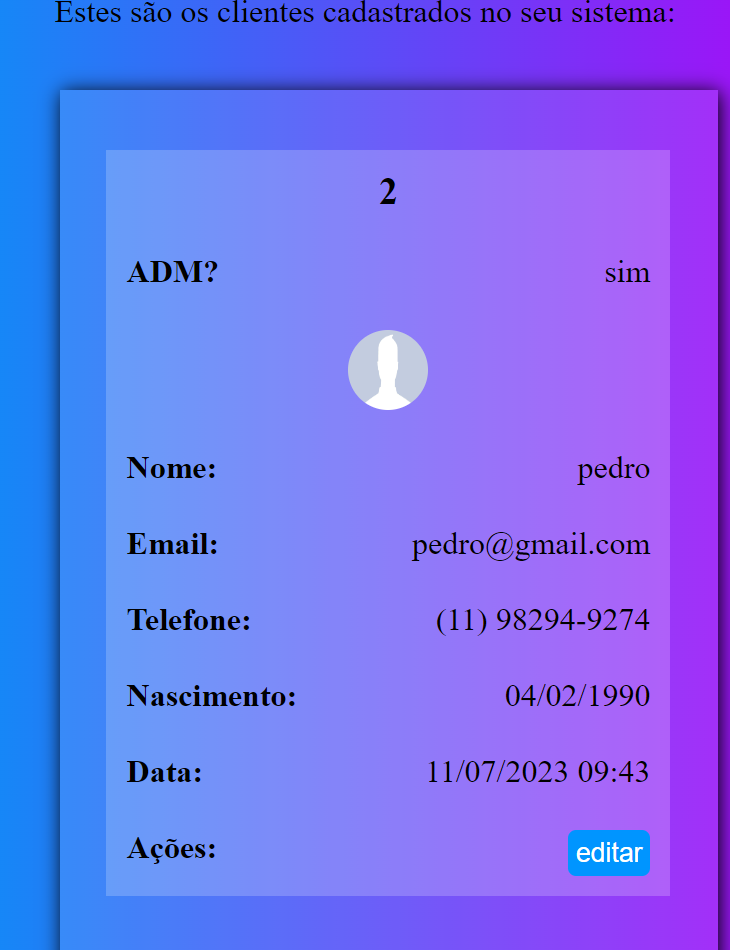 Estes são os clientes cadastrados no seu sistema:
2
ADM? sim
Nome: pedro
Email: pedro@gmail.com
Telefone: (11) 98294-9274
Nascimento: 04/02/1990
Data: 11/07/2023 09:43
Ações: editar